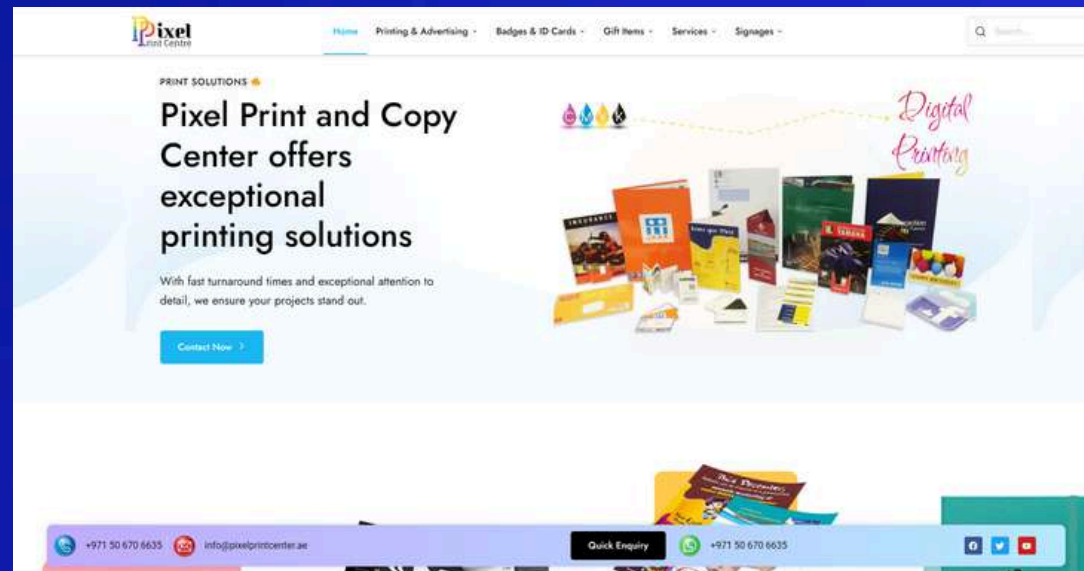 Pixel
Print Centre
Home
Printing & Advertising
Badges & ID Cards
Gift Items
Services
Signages
Search...
PRINT SOLUTIONS
Pixel Print and Copy
Center offers
exceptional
printing solutions
With fast turnaround times and exceptional attention to
detail, we ensure your projects stand out.
Contact Now
CMYK
Digital
Printing
INSURANCE
YAMAHA
+971 50 670 6635
info@pixelprintcenter.ae
Quick Enquiry
+971 50 670 6635